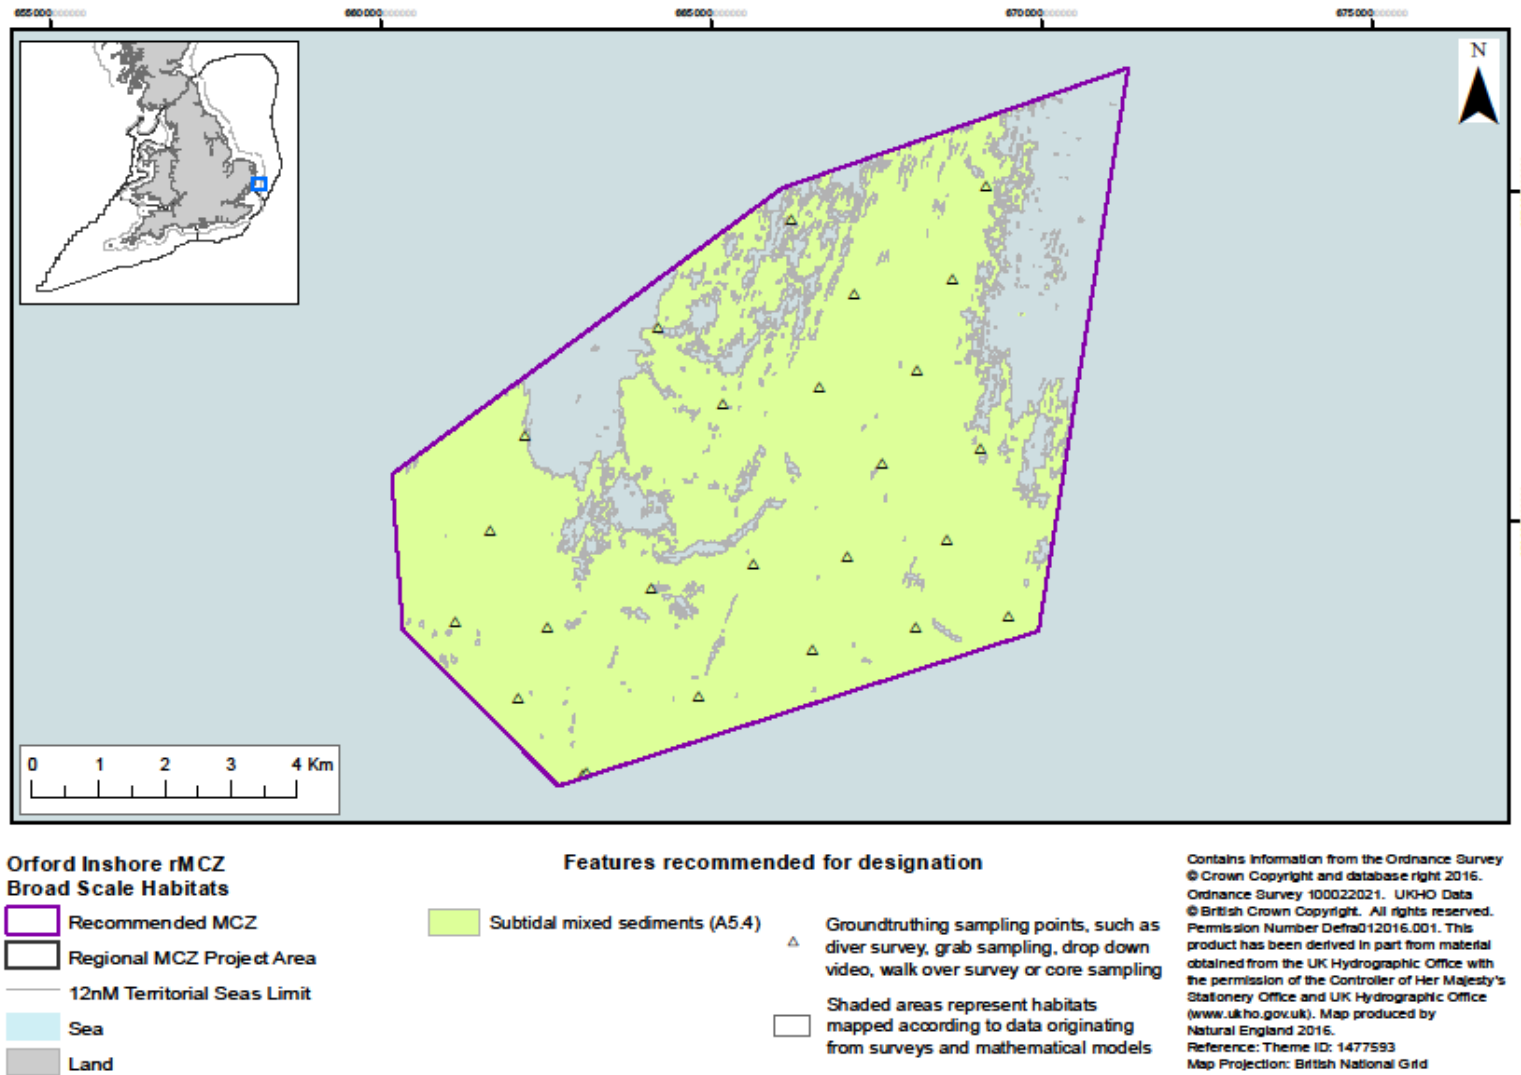 655000000000
660000000000
665000000000
670000000000
675000000000
N
0 1 2 3 4 Km
Orford Inshore rMCZ
Broad Scale Habitats
Recommended MCZ
Regional MCZ Project Area
12nM Territorial Seas Limit
Sea
Land
Features recommended for designation
Subtidal mixed sediments (A5.4)
Groundtruthing sampling points, such as
diver survey, grab sampling, drop down
video, walk over survey or core sampling
Shaded areas represent habitats
mapped according to data originating
from surveys and mathematical models
Contains information from the Ordnance Survey
© Crown Copyright and database right 2016.
Ordnance Survey 100022021. UKHO Data
© British Crown Copyright. All rights reserved.
Permission Number Defra012016.001. This
product has been derived in part from material
obtained from the UK Hydrographic Office with
the permission of the Controller of Her Majesty's
Stationery Office and UK Hydrographic Office
(www.ukho.gov.uk). Map produced by
Natural England 2016.
Reference: Theme ID: 1477593
Map Projection: British National Grid